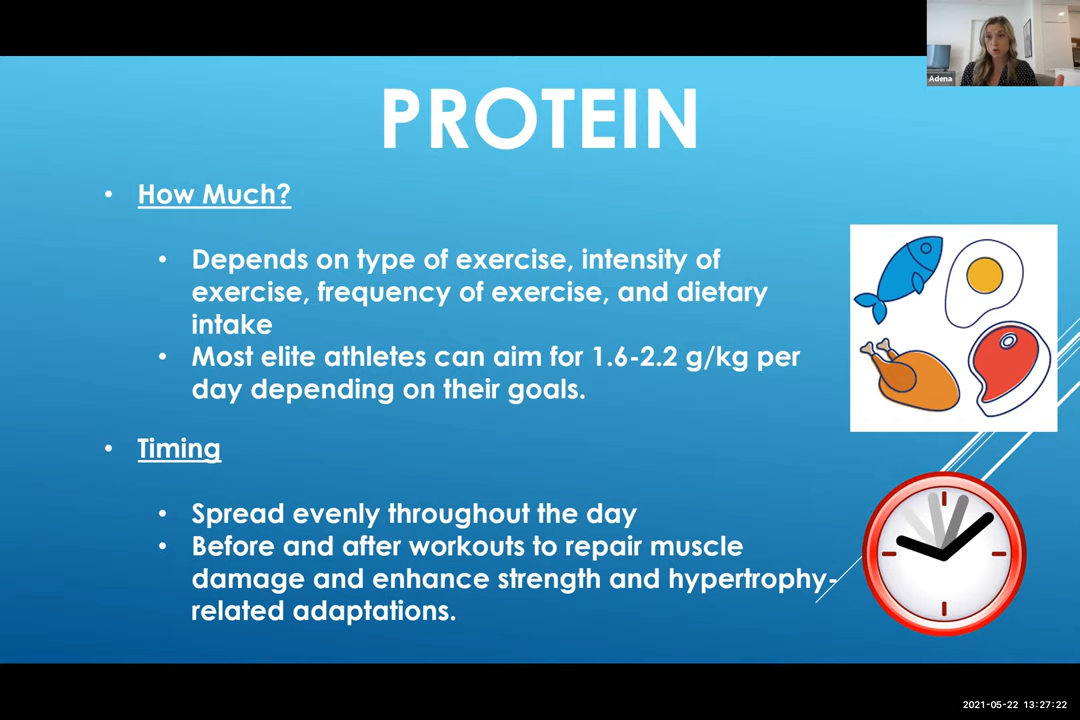 Adena
PROTEIN
• How Much?
• Depends on type of exercise, intensity of
exercise, frequency of exercise, and dietary
intake
• Most elite athletes can aim for 1.6-2.2 g/kg per
day depending on their goals.
• Timing
• Spread evenly throughout the day
• Before and after workouts to repair muscle
damage and enhance strength and hypertrophy-
related adaptations.
2021-05-22 13:27:22